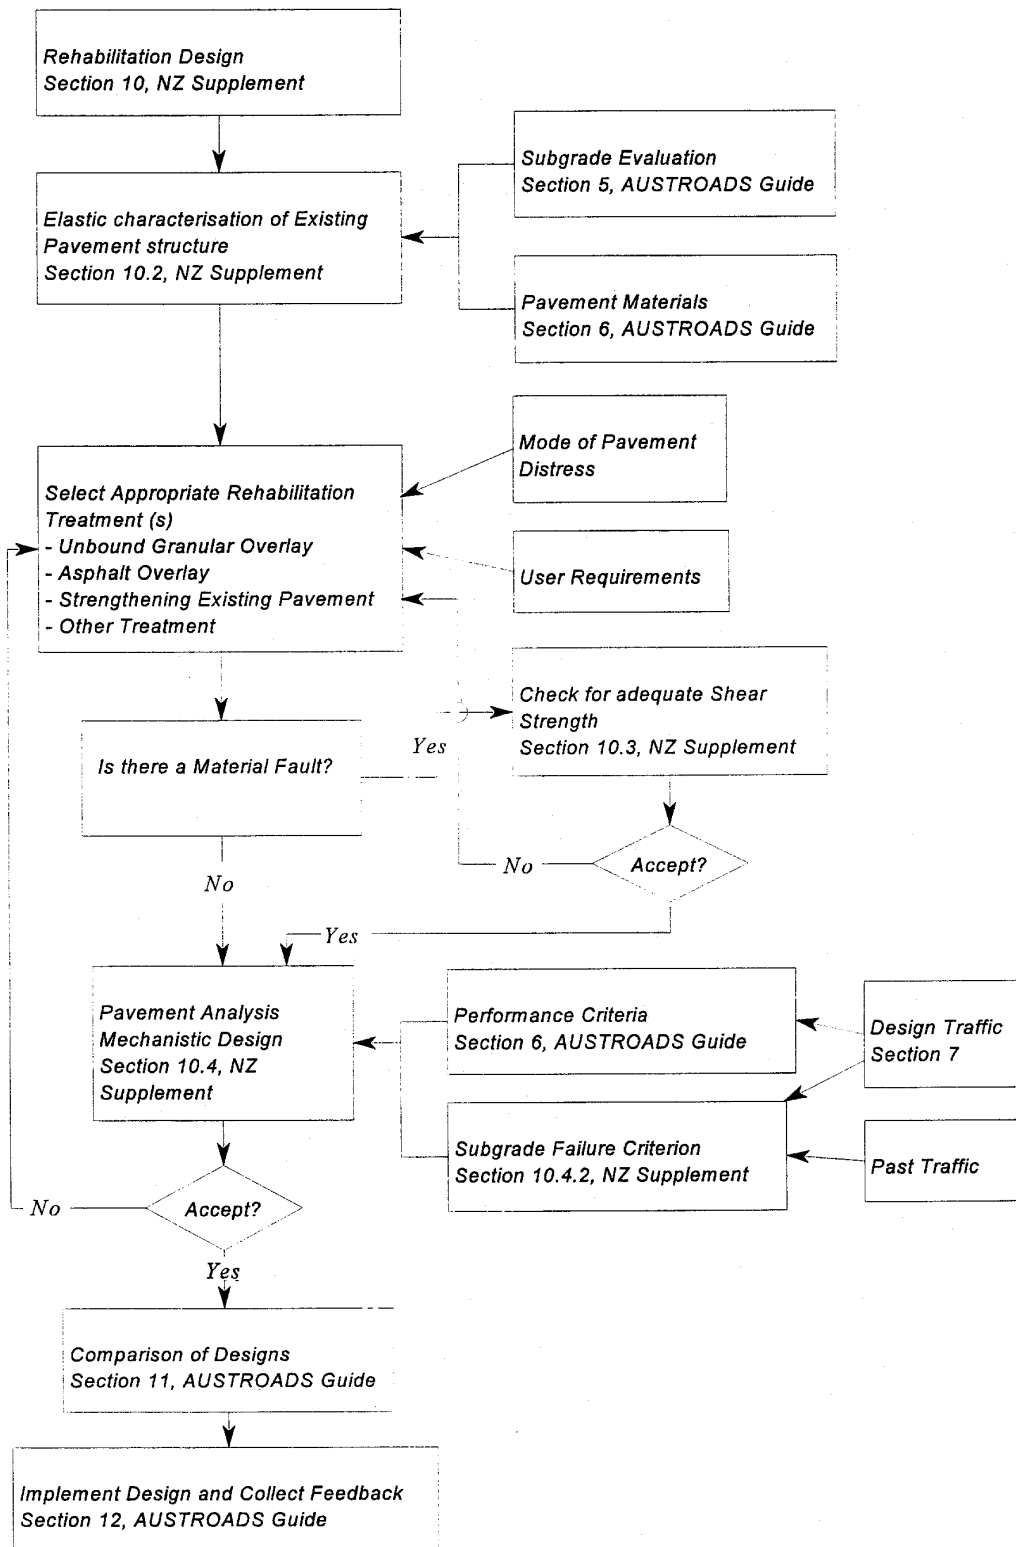 Rehabilitation Design
Section 10, NZ Supplement
Subgrade Evaluation
Section 5, AUSTROADS Guide
Elastic characterisation of Existing
Pavement structure
Section 10.2, NZ Supplement
Pavement Materials
Section 6, AUSTROADS Guide
Mode of Pavement
Distress
Select Appropriate Rehabilitation
Treatment (s)
- Unbound Granular Overlay
- Asphalt Overlay
- Strengthening Existing Pavement
- Other Treatment
User Requirements
Check for adequate Shear
Strength
Section 10.3, NZ Supplement
Yes
Is there a Material Fault?
No
Accept?
No
Yes
Pavement Analysis
Mechanistic Design
Section 10.4, NZ
Supplement
Performance Criteria
Section 6, AUSTROADS Guide
Design Traffic
Section 7
Subgrade Failure Criterion
Section 10.4.2, NZ Supplement
Past Traffic
No
Accept?
Yes
Comparison of Designs
Section 11, AUSTROADS Guide
Implement Design and Collect Feedback
Section 12, AUSTROADS Guide